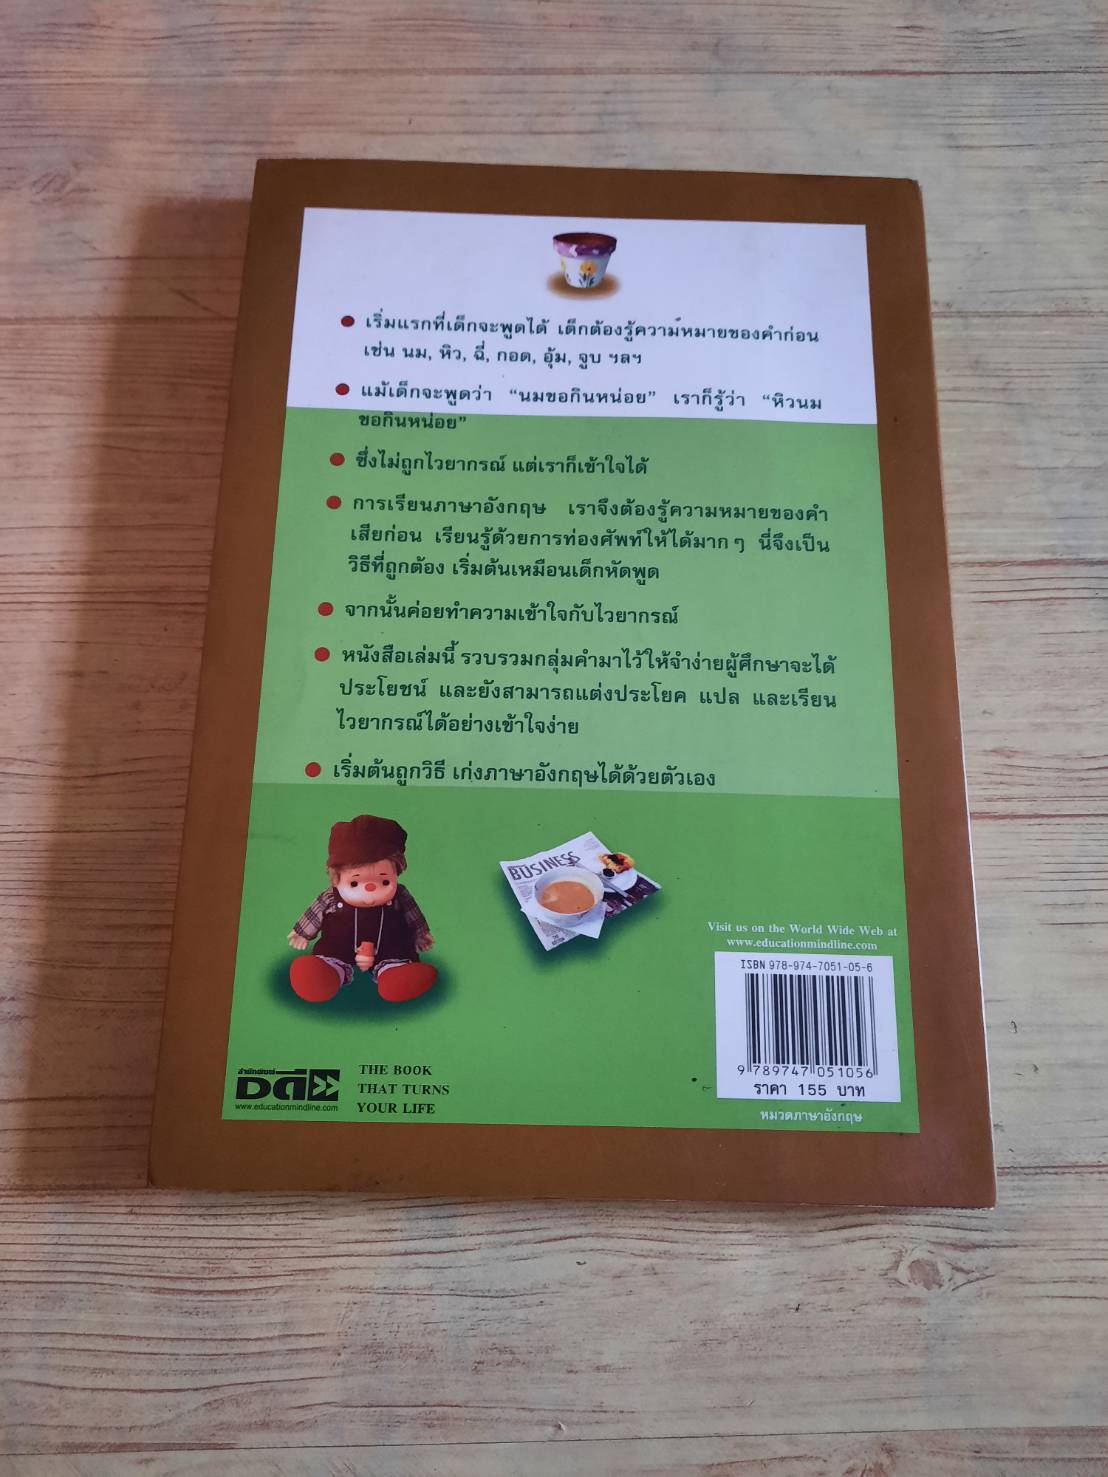 เริ่มแรกที่เด็กจะพูดได้ เด็กต้องรู้ความหมายของคำก่อน
เช่น นม, หิว, ฉี่, กอด, อุ้ม, จูบ ฯลฯ
แม้เด็กจะพูดว่า "นมขอกินหน่อย" เราก็รู้ว่า "หิวนม
ขอกินหน่อย"
ซึ่งไม่ถูกไวยากรณ์ แต่เราก็เข้าใจได้
การเรียนภาษาอังกฤษ เราจึงต้องรู้ความหมายของคำ
เสียก่อน เรียนรู้ด้วยการท่องศัพท์ให้ได้มาก ๆ นี่จึงเป็น
วิธีที่ถูกต้อง เริ่มต้นเหมือนเด็กหัดพูด
จากนั้นค่อยทำความเข้าใจกับไวยากรณ์
หนังสือเล่มนี้ รวบรวมกลุ่มคำมาไว้ให้จำง่ายผู้ศึกษาจะได้
ประโยชน์ และยังสามารถแต่งประโยค แปล และเรียน
ไวยากรณ์ได้อย่างเข้าใจง่าย
เริ่มต้นถูกวิธี เก่งภาษาอังกฤษได้ด้วยตัวเอง
BUSINESS
Visit us on the World Wide Web at
www.educationmindline.com
ISBN 978-974-7051-05-6
9 789747 051056
ราคา 155 บาท
หมวดภาษาอังกฤษ
สำนักพิมพ์
ดดี
www.educationmindline.com
THE BOOK
THAT TURNS
YOUR LIFE